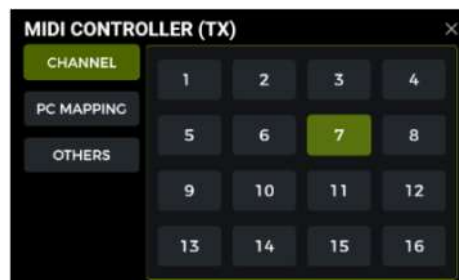 MIDI CONTROLLER (TX) ×
CHANNEL
PC MAPPING
OTHERS
1 2 3 4
5 6 7 8
9 10 11 12
13 14 15 16